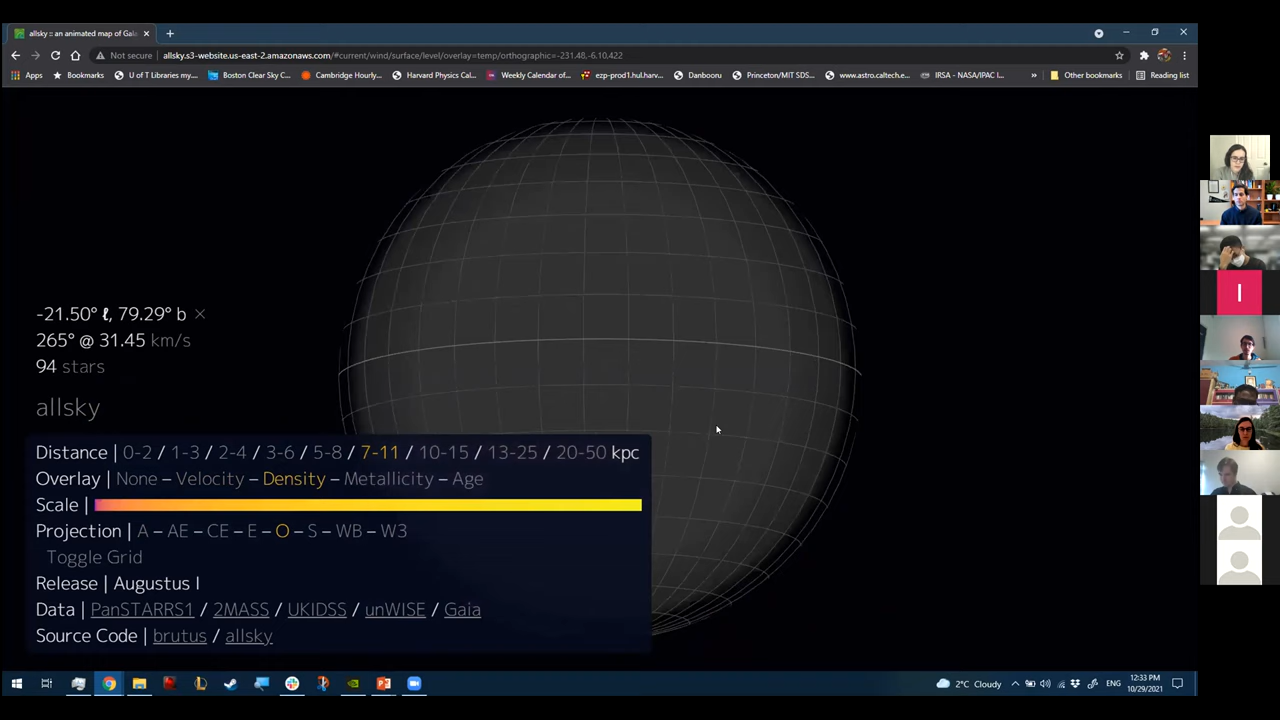 allsky :: an animated map of Gaia
Not secure | allsky.s3-website.us-east-2.amazonaws.com/#current/wind/surface/level/overlay=temp/orthographic=-231.48,-6.10,422
Apps Bookmarks U of T Libraries my... Boston Clear Sky C... Cambridge Hourly... Harvard Physics Cal... Weekly Calendar of... ezp-prod1.hul.harv... Danbooru Princeton/MIT SDS... www.astro.caltech.e... IRSA - NASA/IPAC I... » Other bookmarks Reading list
-21.50° ℓ, 79.29° b ×
265° @ 31.45 km/s
94 stars
allsky
Distance | 0-2 / 1-3 / 2-4 / 3-6 / 5-8 / 7-11 / 10-15 / 13-25 / 20-50 kpc
Overlay | None – Velocity – Density – Metallicity – Age
Scale |
Projection | A – AE – CE – E – O – S – WB – W3
Toggle Grid
Release | Augustus I
Data | PanSTARRS1 / 2MASS / UKIDSS / unWISE / Gaia
Source Code | brutus / allsky
I
2°C Cloudy
ENG
12:33 PM
10/29/2021